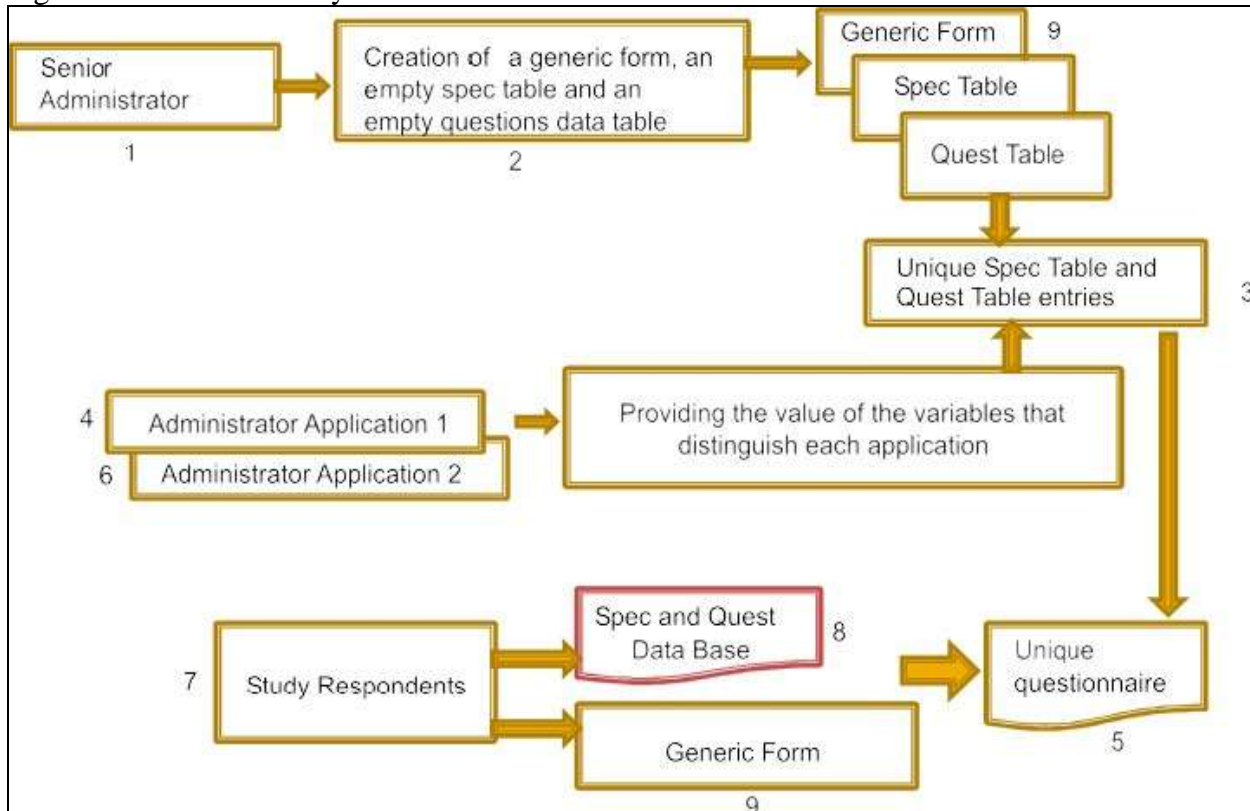 Generic Form
9
Senior
Administrator
Creation of a generic form, an
empty spec table and an
empty questions data table
Spec Table
Quest Table
1
2
Unique Spec Table and
Quest Table entries
3
4
Administrator Application 1
Providing the value of the variables that
distinguish each application
6
Administrator Application 2
Spec and Quest
Data Base
8
7
Study Respondents
Unique
questionnaire
Generic Form
5
9